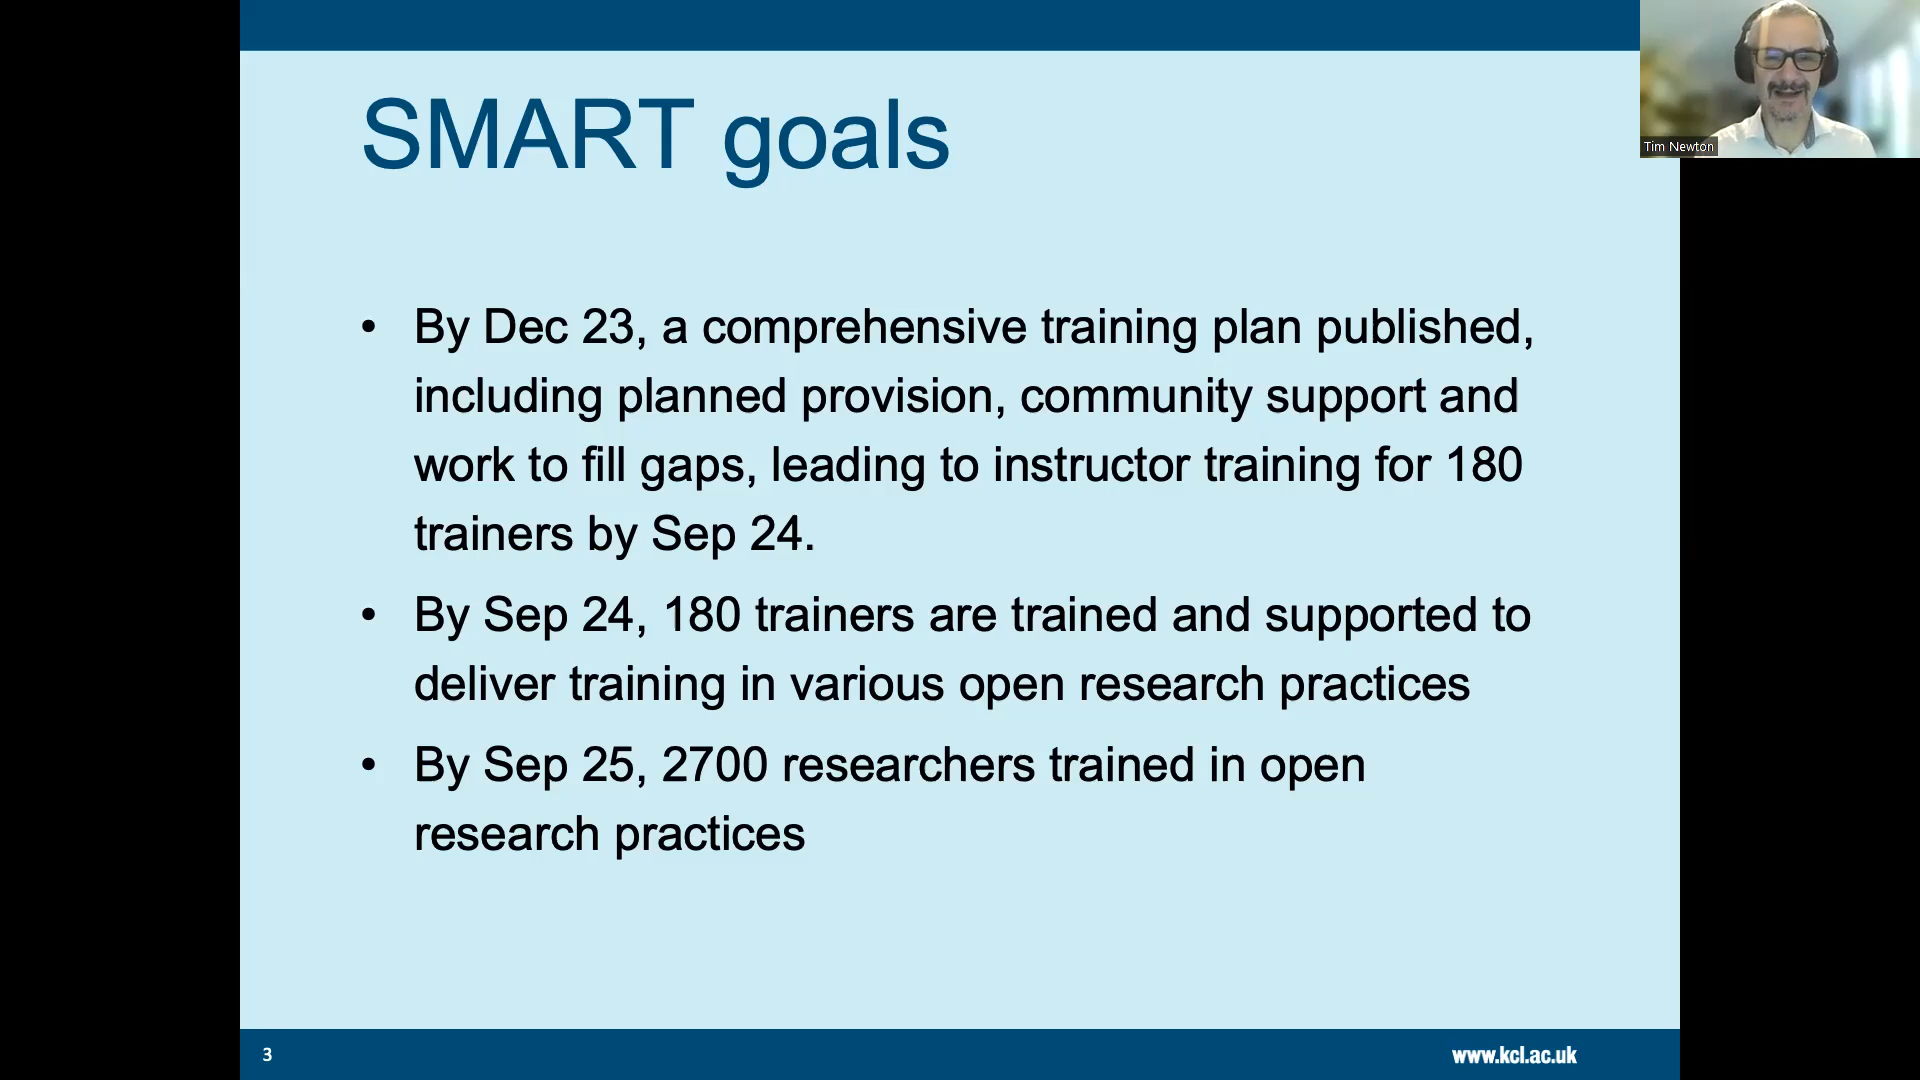 SMART goals
Tim Newton
• By Dec 23, a comprehensive training plan published,
including planned provision, community support and
work to fill gaps, leading to instructor training for 180
trainers by Sep 24.
• By Sep 24, 180 trainers are trained and supported to
deliver training in various open research practices
• By Sep 25, 2700 researchers trained in open
research practices
3
www.kcl.ac.uk